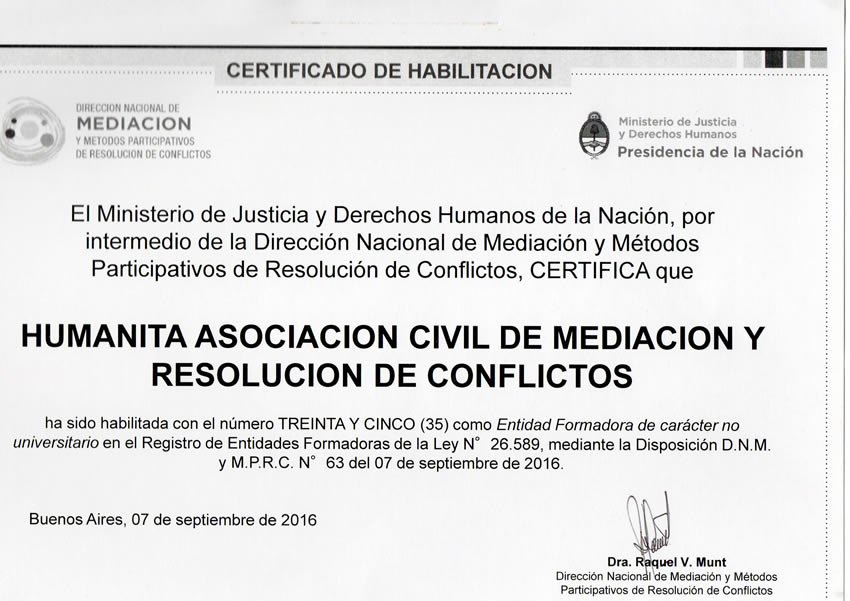 CERTIFICADO DE HABILITACION
DIRECCION NACIONAL DE
MEDIACION
Y METODOS PARTICIPATIVOS
DE RESOLUCION DE CONFLICTOS
Ministerio de Justicia
y Derechos Humanos
Presidencia de la Nación
El Ministerio de Justicia y Derechos Humanos de la Nación, por
intermedio de la Dirección Nacional de Mediación y Métodos
Participativos de Resolución de Conflictos, CERTIFICA que
HUMANITA ASOCIACION CIVIL DE MEDIACION Y
RESOLUCION DE CONFLICTOS
ha sido habilitada con el número TREINTA Y CINCO (35) como Entidad Formadora de carácter no
universitario en el Registro de Entidades Formadoras de la Ley N° 26.589, mediante la Disposición D.N.M.
y M.P.R.C. N° 63 del 07 de septiembre de 2016.
Buenos Aires, 07 de septiembre de 2016
Dra. Raquel V. Munt
Dirección Nacional de Mediación y Métodos
Participativos de Resolución de Conflictos